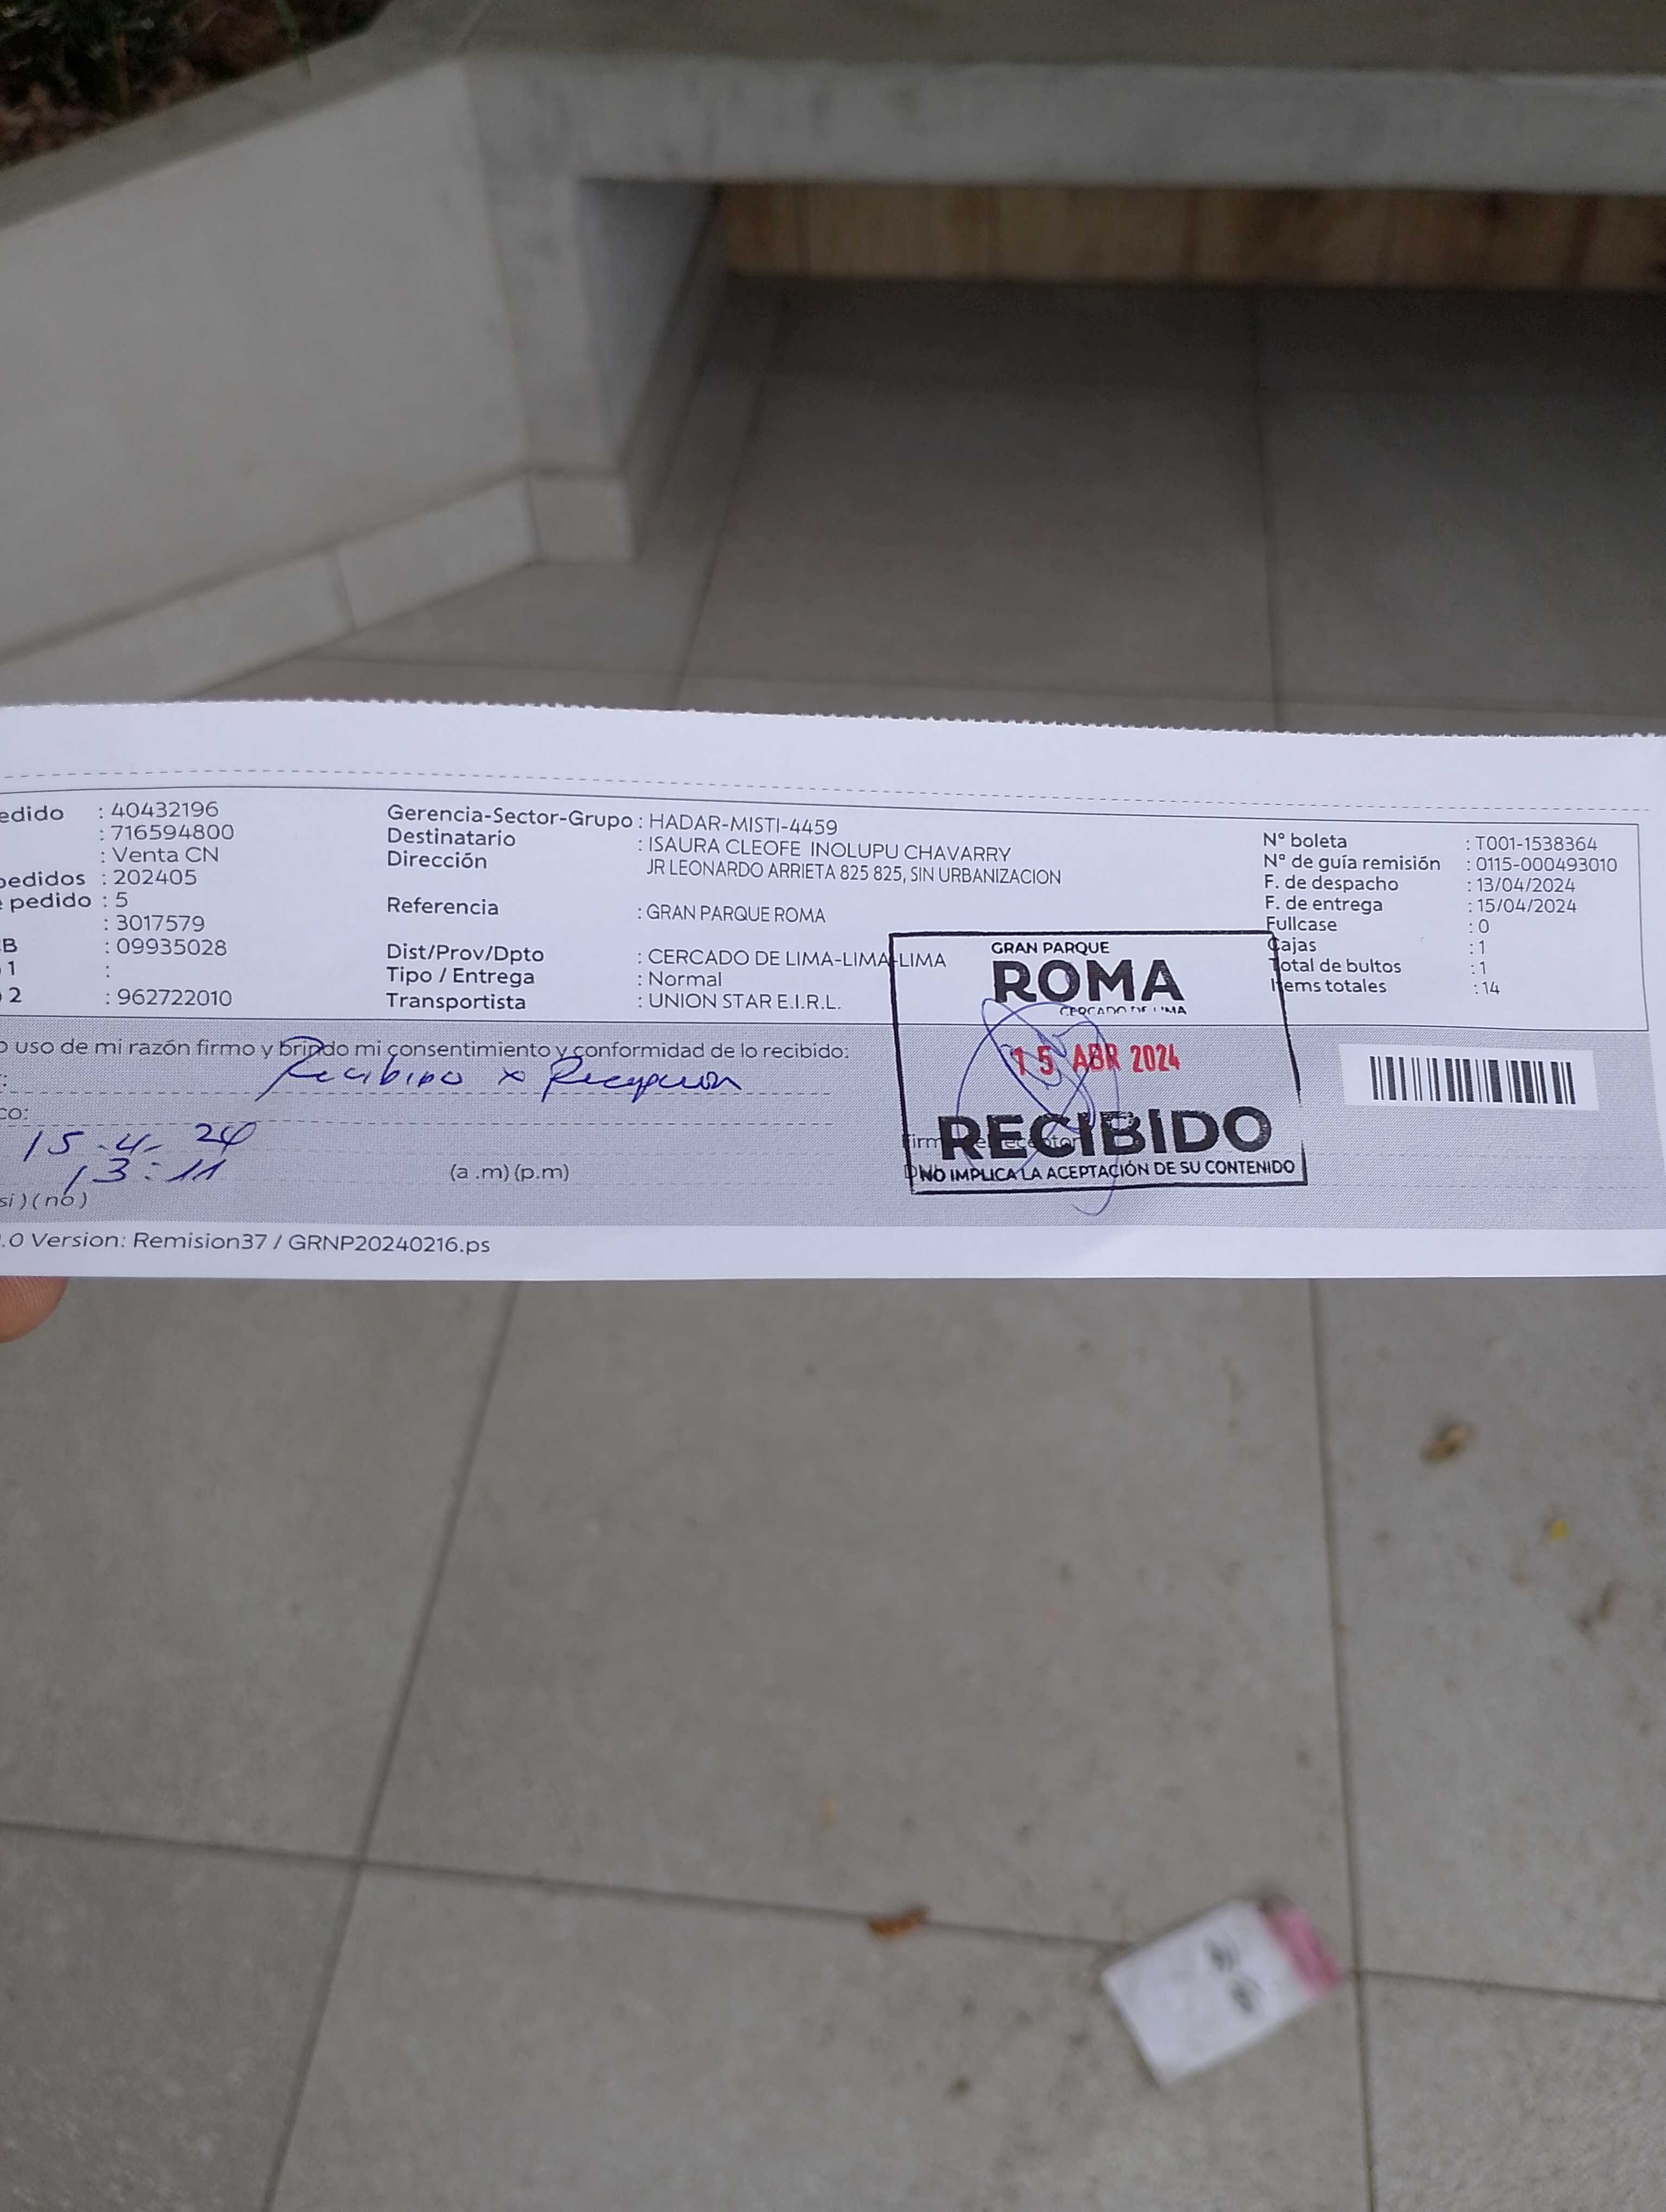 edido : 40432196
: 716594800
: Venta CN
pedidos : 202405
e pedido : 5
: 3017579
B : 09935028
1 :
2 : 962722010
Gerencia-Sector-Grupo : HADAR-MISTI-4459
Destinatario : ISAURA CLEOFE INOLUPU CHAVARRY
Dirección JR LEONARDO ARRIETA 825 825, SIN URBANIZACION
Referencia : GRAN PARQUE ROMA
Dist/Prov/Dpto : CERCADO DE LIMA-LIMA-LIMA
Tipo / Entrega : Normal
Transportista : UNION STAR E.I.R.L.
N° boleta : T001-1538364
N° de guía remisión : 0115-000493010
F. de despacho : 13/04/2024
F. de entrega : 15/04/2024
Fullcase : 0
Cajas : 1
Total de bultos : 1
Items totales : 14
o uso de mi razón firmo y brindo mi consentimiento y conformidad de lo recibido:
Recibido x Recepcion
co:
15-4-24
13:11
(a .m) (p.m)
si ) ( no )
.0 Version: Remision37 / GRNP20240216.ps
GRAN PARQUE
ROMA
CERCADO DE LIMA
15 ABR 2024
RECIBIDO
NO IMPLICA LA ACEPTACIÓN DE SU CONTENIDO